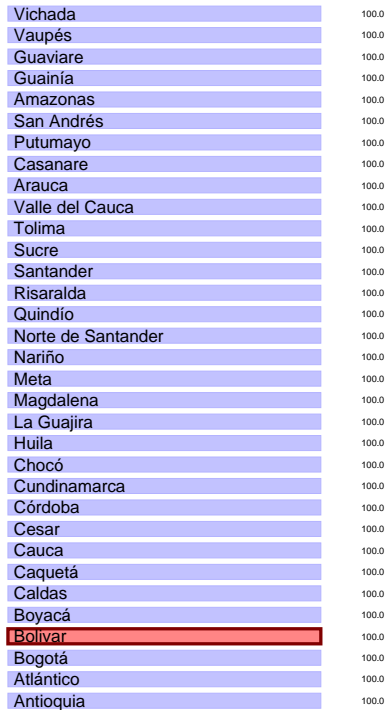 Vichada 100.0
Vaupés 100.0
Guaviare 100.0
Guainía 100.0
Amazonas 100.0
San Andrés 100.0
Putumayo 100.0
Casanare 100.0
Arauca 100.0
Valle del Cauca 100.0
Tolima 100.0
Sucre 100.0
Santander 100.0
Risaralda 100.0
Quindío 100.0
Norte de Santander 100.0
Nariño 100.0
Meta 100.0
Magdalena 100.0
La Guajira 100.0
Huila 100.0
Chocó 100.0
Cundinamarca 100.0
Córdoba 100.0
Cesar 100.0
Cauca 100.0
Caquetá 100.0
Caldas 100.0
Boyacá 100.0
Bolivar 100.0
Bogotá 100.0
Atlántico 100.0
Antioquia 100.0